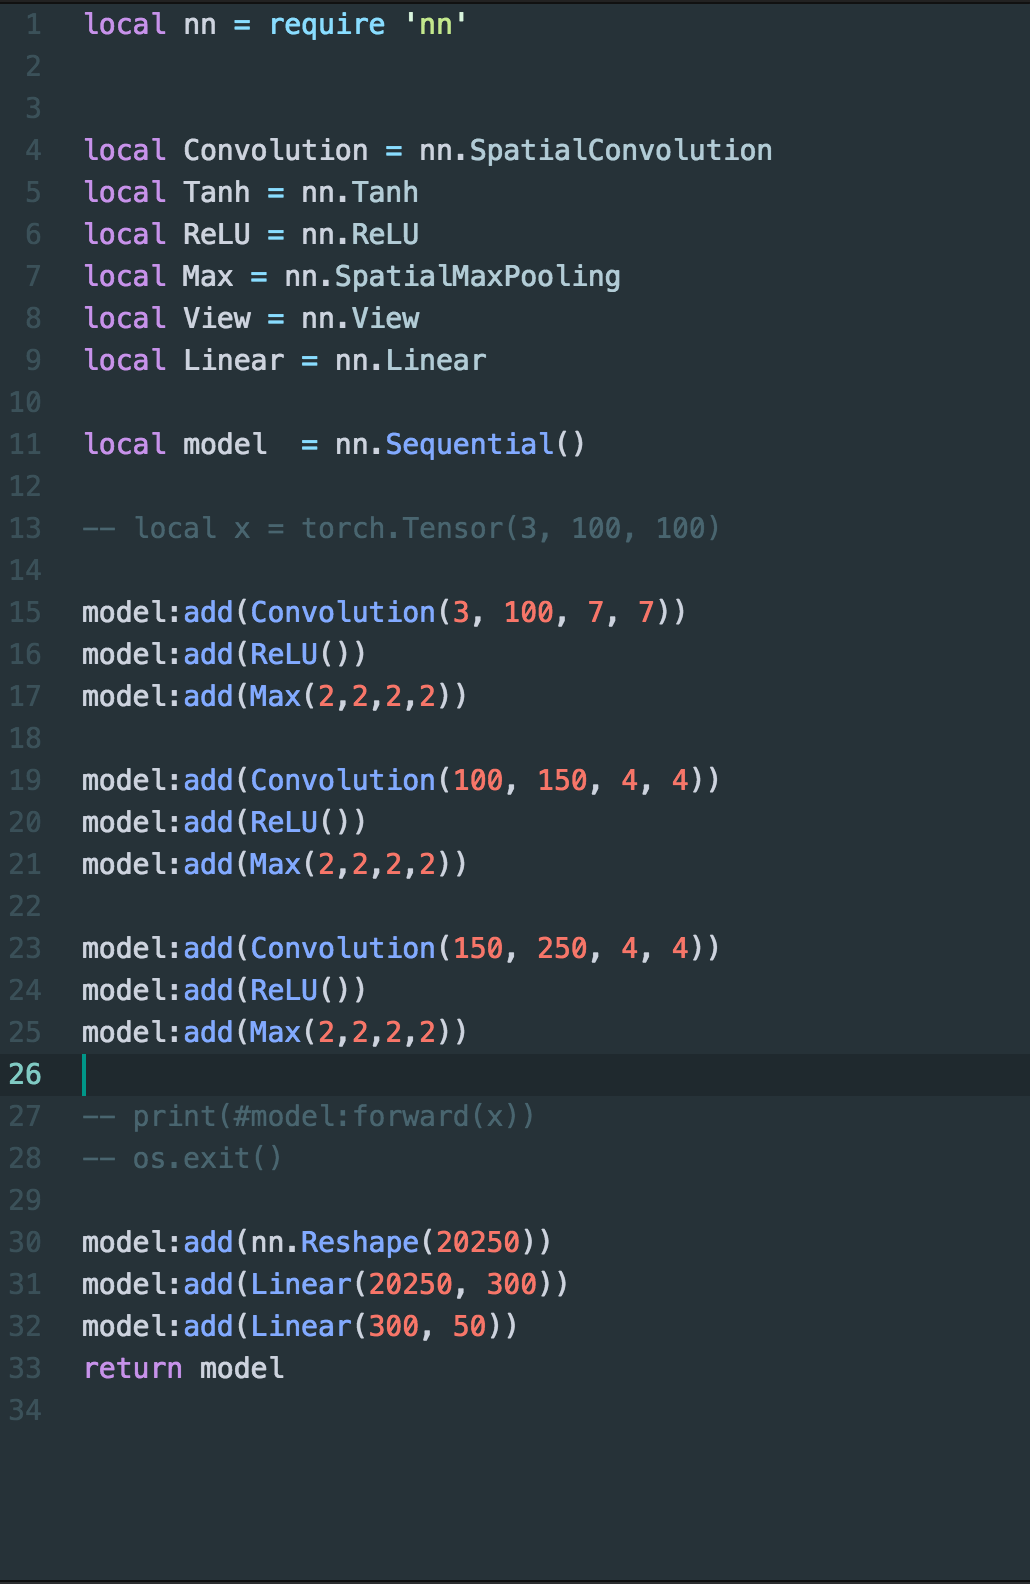 1 local nn = require 'nn'
2
3
4 local Convolution = nn.SpatialConvolution
5 local Tanh = nn.Tanh
6 local ReLU = nn.ReLU
7 local Max = nn.SpatialMaxPooling
8 local View = nn.View
9 local Linear = nn.Linear
10
11 local model  = nn.Sequential()
12
13 -- local x = torch.Tensor(3, 100, 100)
14
15 model:add(Convolution(3, 100, 7, 7))
16 model:add(ReLU())
17 model:add(Max(2,2,2,2))
18
19 model:add(Convolution(100, 150, 4, 4))
20 model:add(ReLU())
21 model:add(Max(2,2,2,2))
22
23 model:add(Convolution(150, 250, 4, 4))
24 model:add(ReLU())
25 model:add(Max(2,2,2,2))
26
27 -- print(#model:forward(x))
28 -- os.exit()
29
30 model:add(nn.Reshape(20250))
31 model:add(Linear(20250, 300))
32 model:add(Linear(300, 50))
33 return model
34